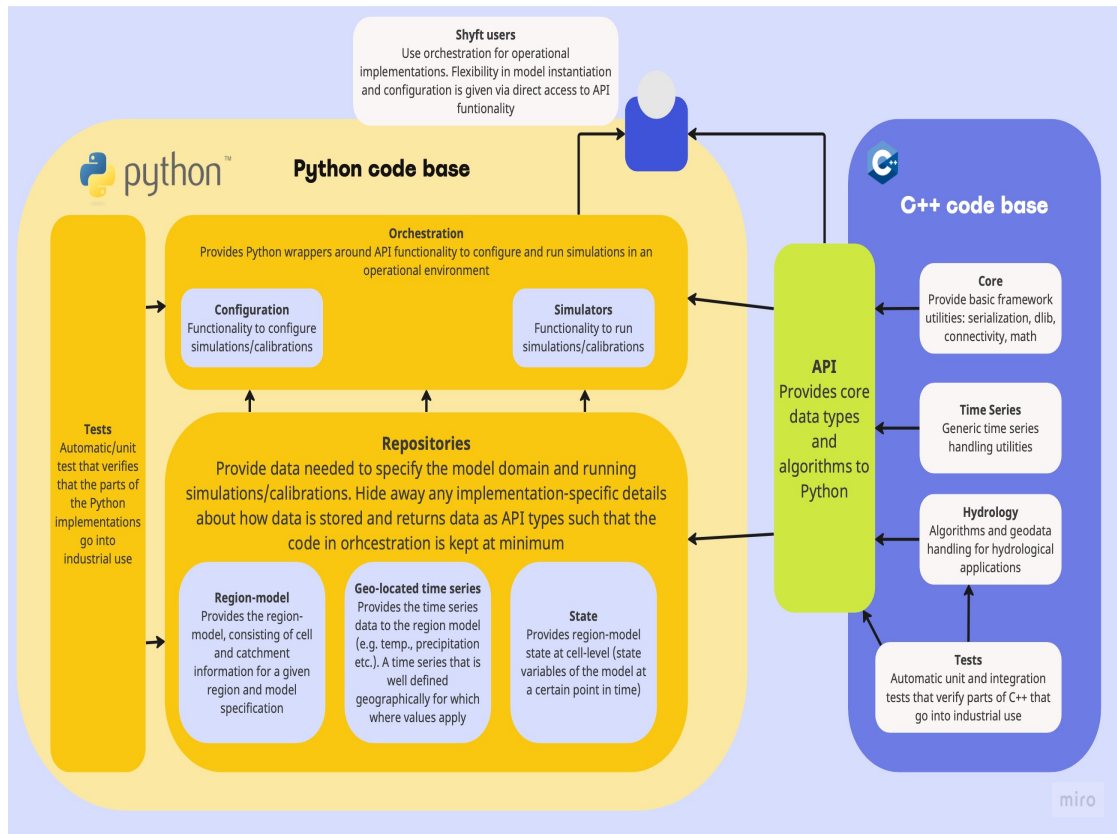 Shyft users
Use orchestration for operational
implementations. Flexibility in model instantiation
and configuration is given via direct access to API
funtionality
python™
Python code base
C++
C++ code base
Orchestration
Provides Python wrappers around API functionality to configure and run simulations in an
operational environment
Configuration
Functionality to configure
simulations/calibrations
Simulators
Functionality to run
simulations/calibrations
Tests
Automatic/unit
test that verifies
that the parts of
the Python
implementations
go into
industrial use
Repositories
Provide data needed to specify the model domain and running
simulations/calibrations. Hide away any implementation-specific details
about how data is stored and returns data as API types such that the
code in orhcestration is kept at minimum
Region-model
Provides the region-
model, consisting of cell
and catchment
information for a given
region and model
specification
Geo-located time series
Provides the time series
data to the region model
(e.g. temp., precipitation
etc.). A time series that is
well defined
geographically for which
where values apply
State
Provides region-model
state at cell-level (state
variables of the model at
a certain point in time)
API
Provides core
data types
and
algorithms to
Python
Core
Provide basic framework
utilities: serialization, dlib,
connectivity, math
Time Series
Generic time series
handling utilities
Hydrology
Algorithms and geodata
handling for hydrological
applications
Tests
Automatic unit and integration
tests that verify parts of C++ that
go into industrial use
miro